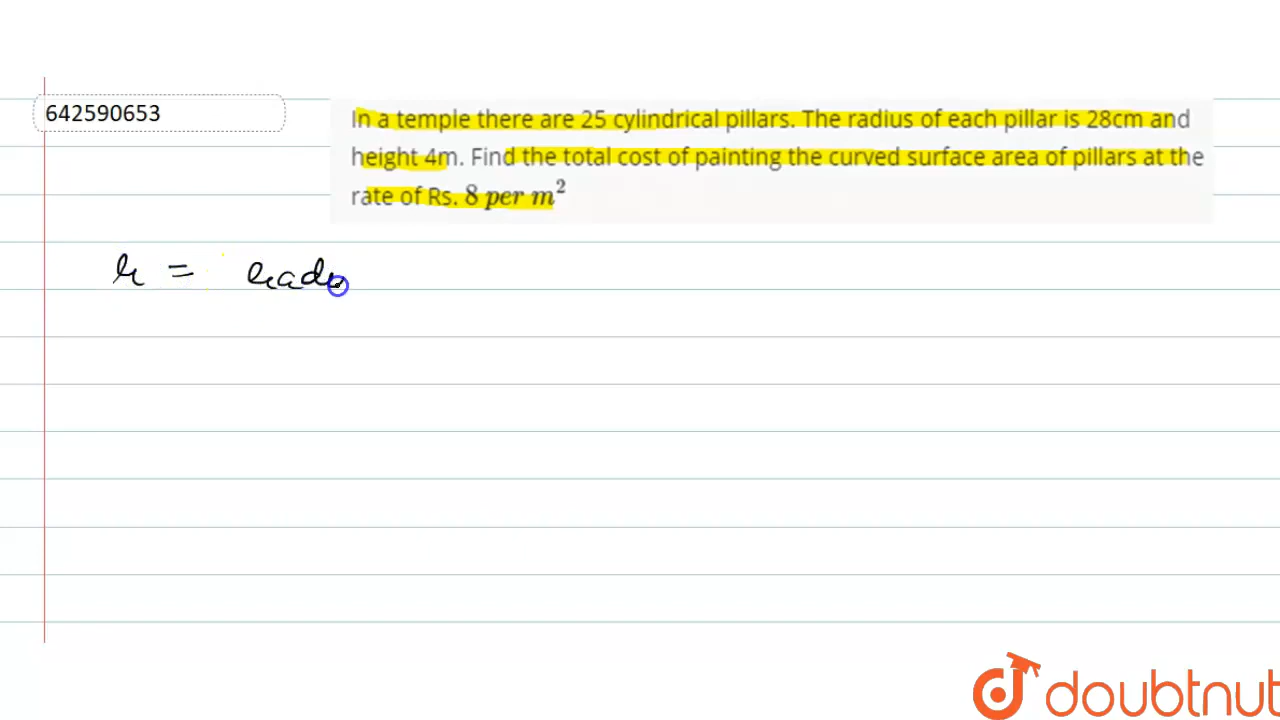 642590653
In a temple there are 25 cylindrical pillars. The radius of each pillar is 28cm and
height 4m. Find the total cost of painting the curved surface area of pillars at the
rate of Rs. 8 per m²
r = radu
doubtnut